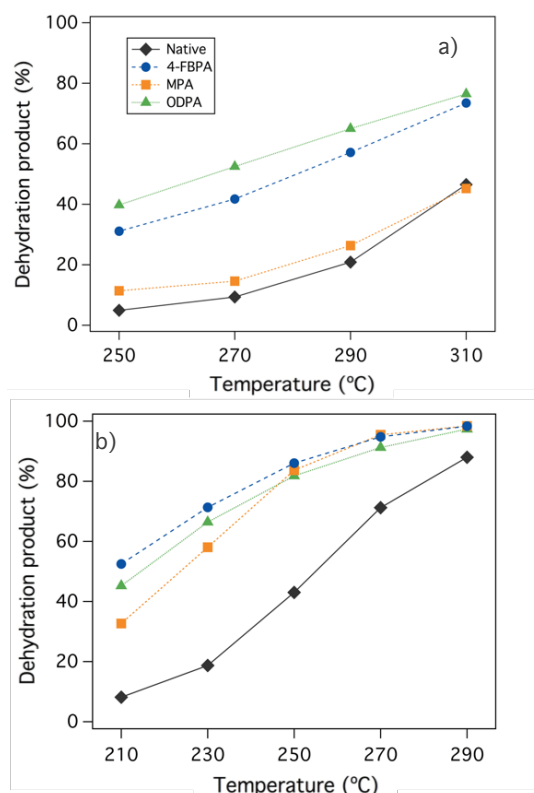 100
80
60
40
20
0
Dehydration product (%)
Native
4-FBPA
MPA
ODPA
a)
250 270 290 310
Temperature (ºC)
b)
100
80
60
40
20
0
Dehydration product (%)
210 230 250 270 290
Temperature (ºC)